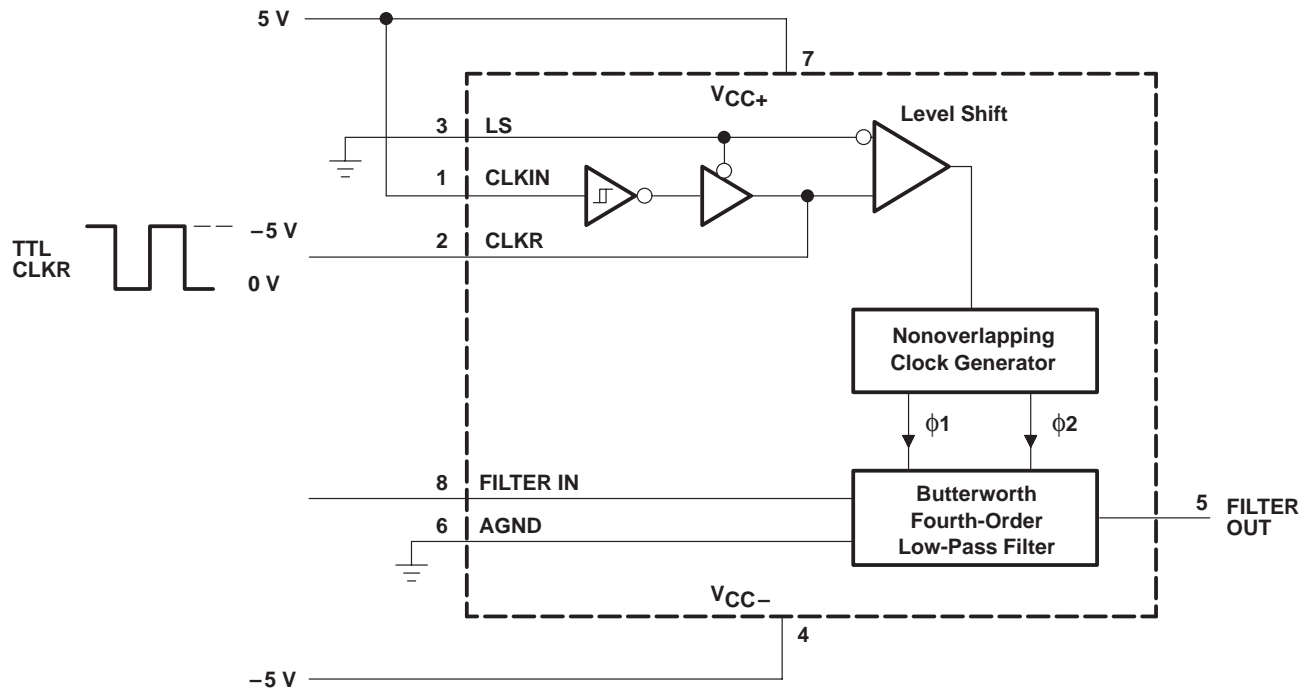 5 V
7
VCC+
Level Shift
3 LS
1 CLKIN
–5 V
2 CLKR
TTL
CLKR
0 V
Nonoverlapping
Clock Generator
ϕ1 ϕ2
8 FILTER IN
6 AGND
Butterworth
Fourth-Order
Low-Pass Filter
5 FILTER
OUT
VCC–
4
–5 V